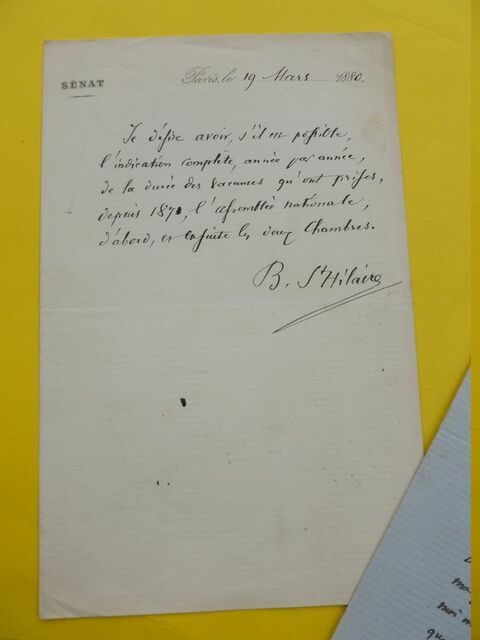 SÉNAT
Paris, le 19 Mars 1880.
Je désire avoir, s'il est possible,
l'indication complète, année par année,
de la durée des vacances qu'ont prises,
depuis 1871, l'assemblée nationale,
d'abord, et ensuite les deux Chambres.
B. St Hilaire